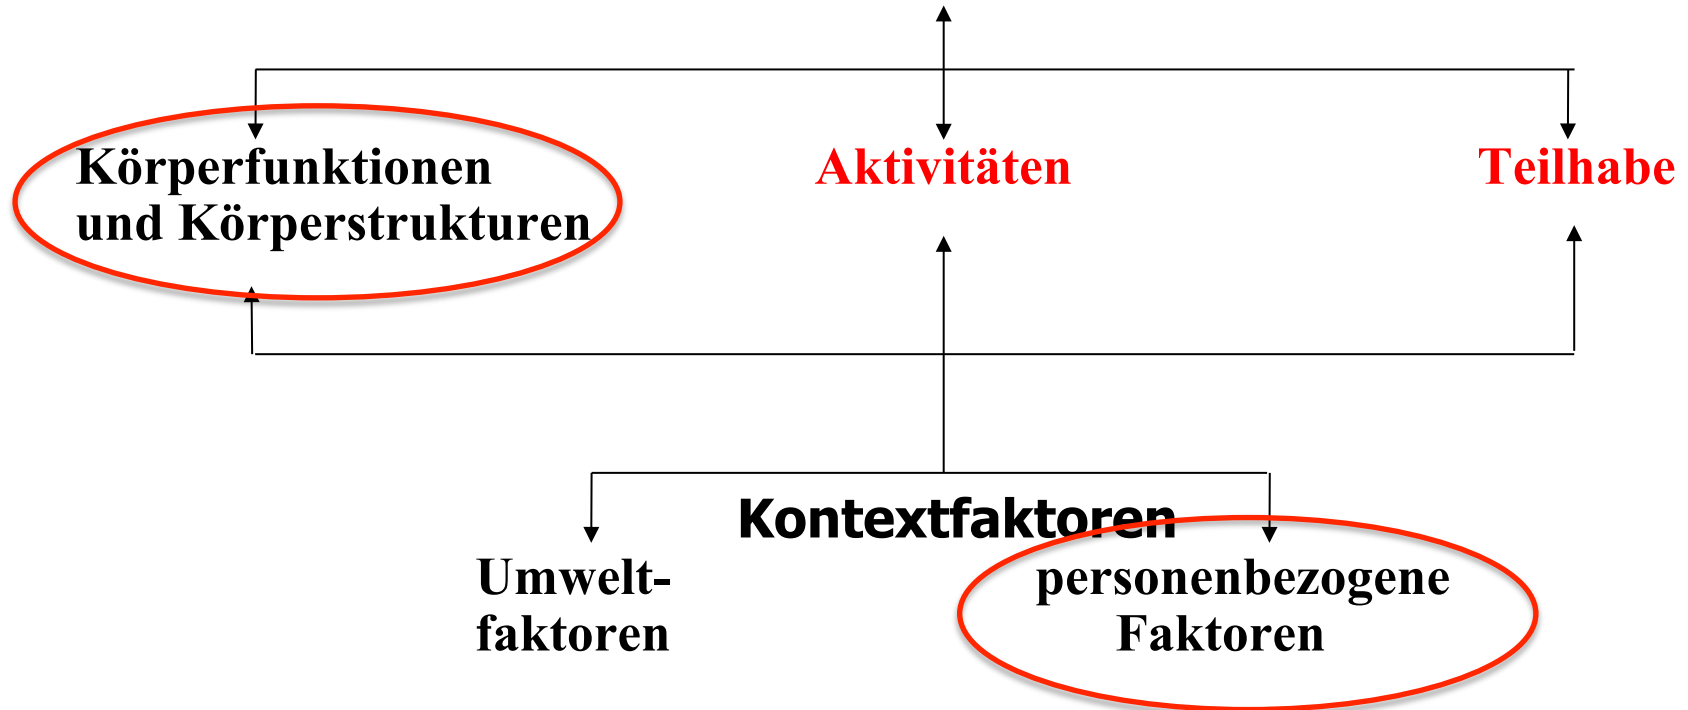 Körperfunktionen
und Körperstrukturen
Aktivitäten
Teilhabe
Kontextfaktoren
Umwelt-
faktoren
personenbezogene
Faktoren